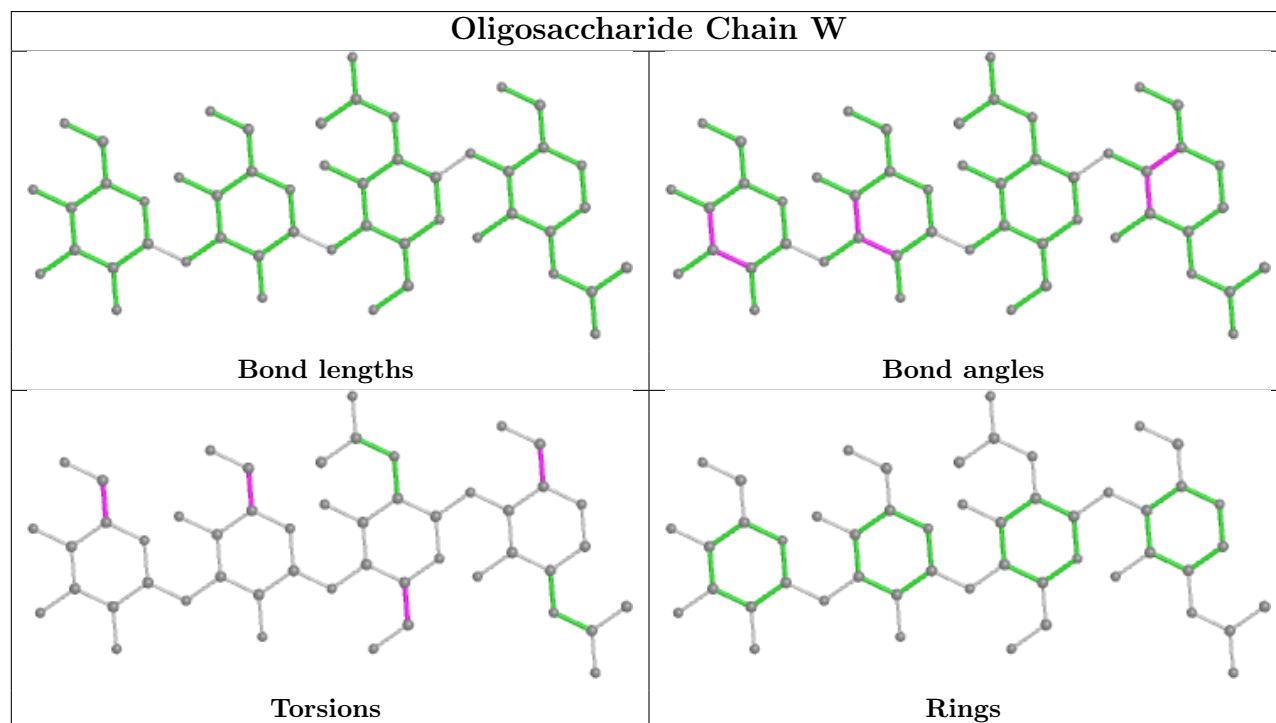 Oligosaccharide Chain W
Bond lengths
Bond angles
Torsions
Rings